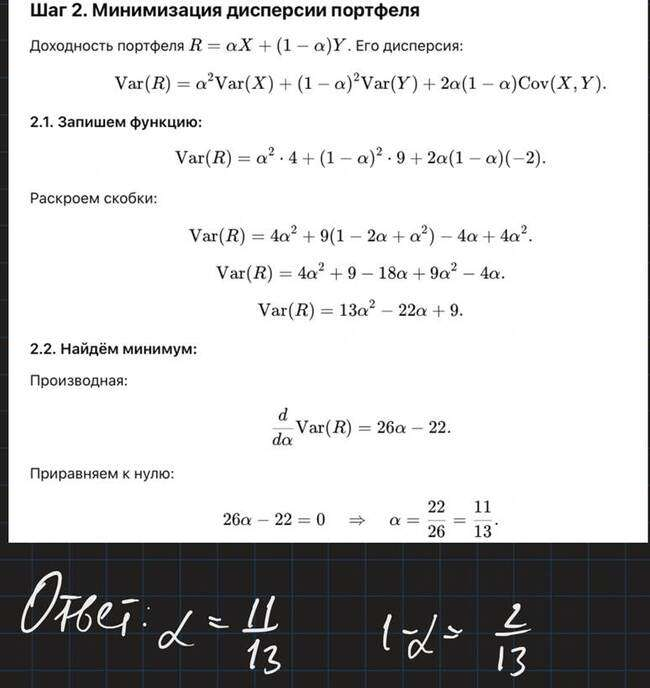 Шаг 2. Минимизация дисперсии портфеля
Доходность портфеля R = αX + (1 − α)Y. Его дисперсия:
Var(R) = α²Var(X) + (1 − α)²Var(Y) + 2α(1 − α)Cov(X, Y).
2.1. Запишем функцию:
Var(R) = α² · 4 + (1 − α)² · 9 + 2α(1 − α)(−2).
Раскроем скобки:
Var(R) = 4α² + 9(1 − 2α + α²) − 4α + 4α².
Var(R) = 4α² + 9 − 18α + 9α² − 4α.
Var(R) = 13α² − 22α + 9.
2.2. Найдём минимум:
Производная:
d/dα Var(R) = 26α − 22.
Приравняем к нулю:
26α − 22 = 0 ⇒ α = 22/26 = 11/13.
Ответ: α = 11/13 1-α = 2/13